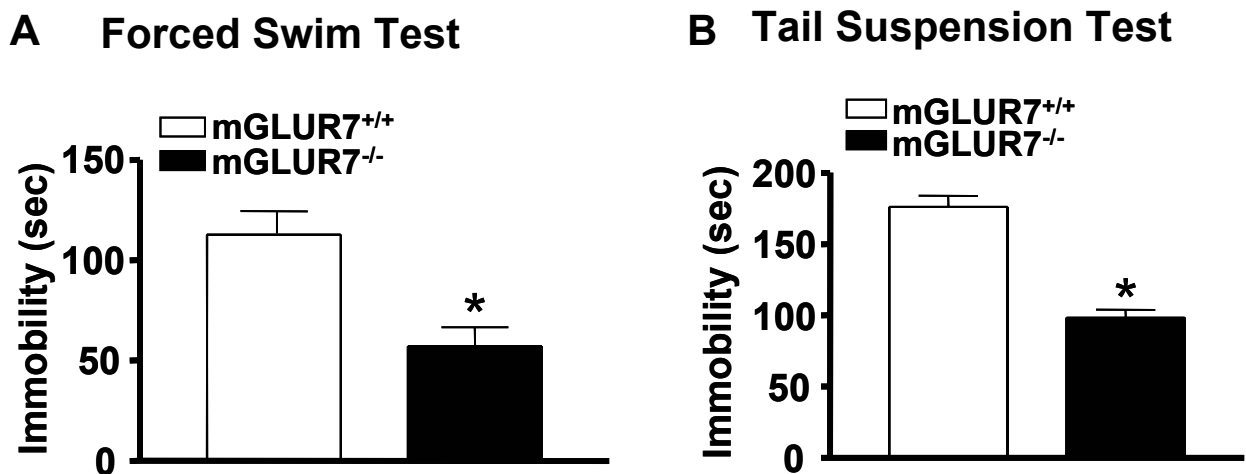 A Forced Swim Test
mGLUR7+/+
mGLUR7-/-
Immobility (sec)
150
100
50
0
*
B Tail Suspension Test
mGLUR7+/+
mGLUR7-/-
Immobility (sec)
200
150
100
50
0
*